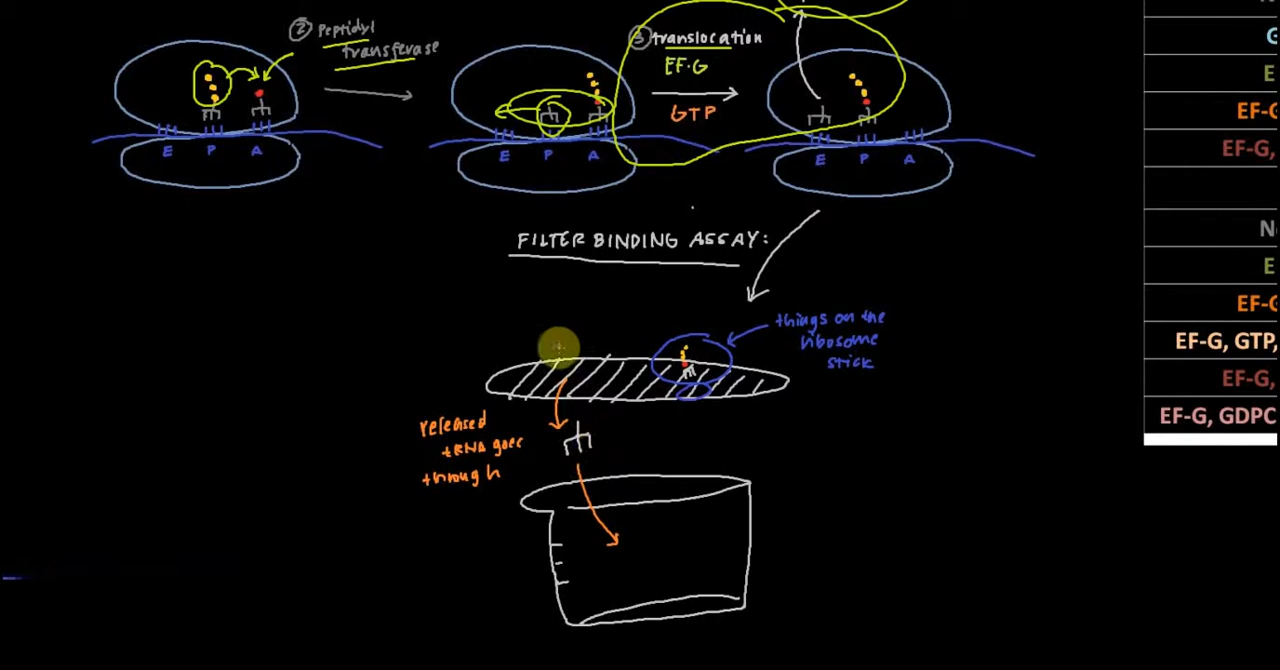 ② Peptidyl
transferase
③ translocation
EF-G
GTP
E P A
E P A
E P A
FILTER BINDING ASSAY:
things on the
ribosome
stick
released
tRNA goes
through
G
E
EF-G
EF-G,
N
E
EF-G
EF-G, GTP,
EF-G,
EF-G, GDPC